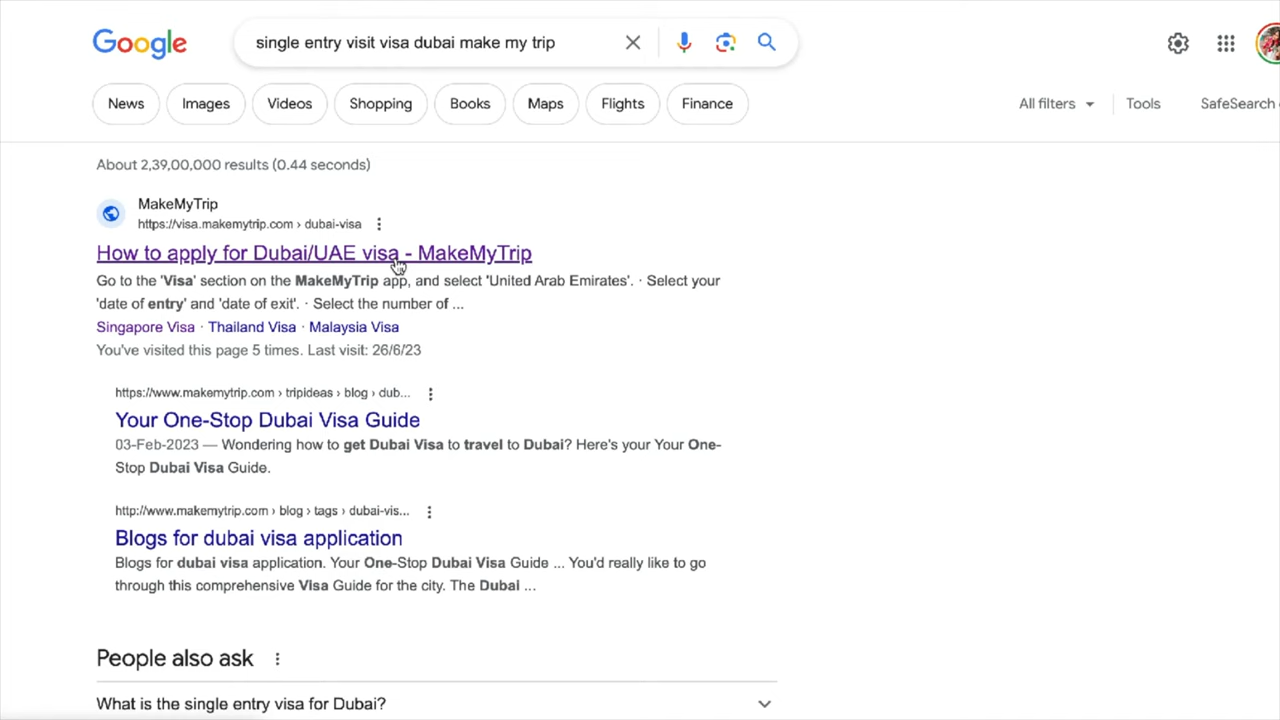 Google
single entry visit visa dubai make my trip
News
Images
Videos
Shopping
Books
Maps
Flights
Finance
All filters
Tools
SafeSearch
About 2,39,00,000 results (0.44 seconds)
MakeMyTrip
https://visa.makemytrip.com › dubai-visa
How to apply for Dubai/UAE visa - MakeMyTrip
Go to the 'Visa' section on the MakeMyTrip app, and select 'United Arab Emirates'. · Select your
'date of entry' and 'date of exit'. · Select the number of ...
Singapore Visa · Thailand Visa · Malaysia Visa
You've visited this page 5 times. Last visit: 26/6/23
https://www.makemytrip.com › tripideas › blog › dub...
Your One-Stop Dubai Visa Guide
03-Feb-2023 — Wondering how to get Dubai Visa to travel to Dubai? Here's your Your One-
Stop Dubai Visa Guide.
http://www.makemytrip.com › blog › tags › dubai-vis...
Blogs for dubai visa application
Blogs for dubai visa application. Your One-Stop Dubai Visa Guide ... You'd really like to go
through this comprehensive Visa Guide for the city. The Dubai ...
People also ask
What is the single entry visa for Dubai?